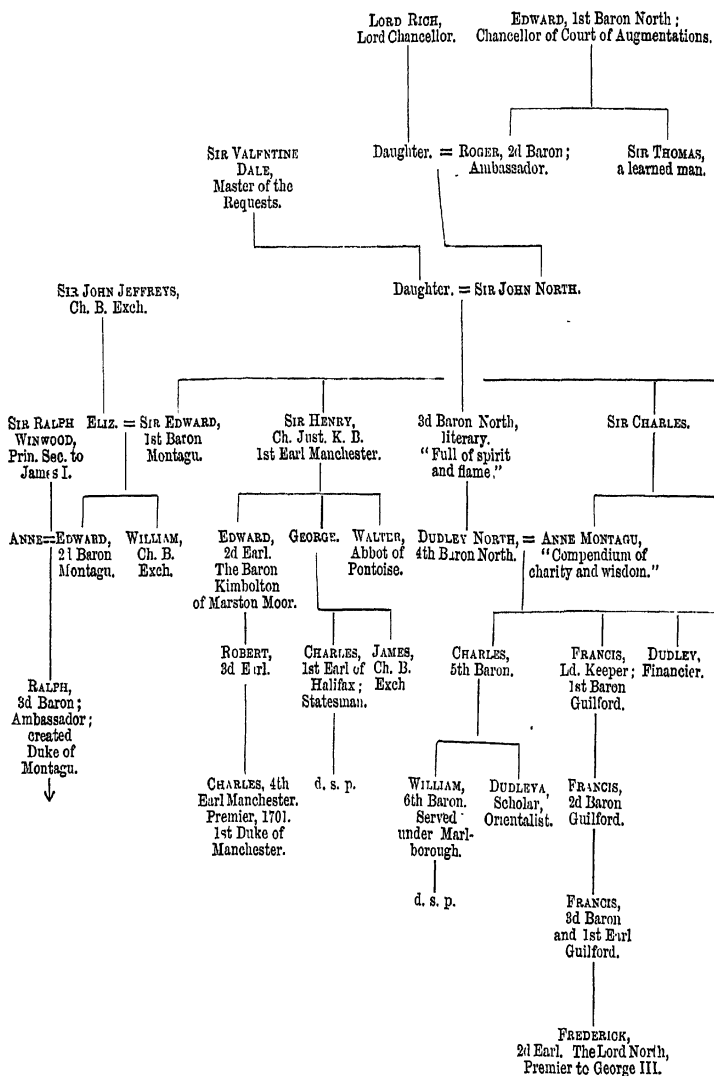 LORD RICH,
Lord Chancellor.
EDWARD, 1st Baron North;
Chancellor of Court of Augmentations.
SIR VALENTINE
DALE,
Master of the
Requests.
Daughter. = ROGER, 2d Baron;
Ambassador.
SIR THOMAS,
a learned man.
SIR JOHN JEFFREYS,
Ch. B. Exch.
Daughter. = SIR JOHN NORTH.
SIR RALPH
WINWOOD,
Prin. Sec. to
James I.
ELIZ. = SIR EDWARD,
1st Baron
Montagu.
SIR HENRY,
Ch. Just. K. B.
1st Earl Manchester.
3d Baron North,
literary.
"Full of spirit
and flame."
SIR CHARLES.
ANNE=EDWARD,
2d Baron
Montagu.
WILLIAM,
Ch. B.
Exch.
EDWARD,
2d Earl.
The Baron
Kimbolton
of Marston Moor.
GEORGE.
WALTER,
Abbot of
Pontoise.
DUDLEY NORTH, = ANNE MONTAGU,
4th Baron North.
"Compendium of
charity and wisdom."
RALPH,
3d Baron;
Ambassador;
created
Duke of
Montagu.
ROBERT,
3d Earl.
CHARLES,
1st Earl of
Halifax;
Statesman.
JAMES,
Ch. B.
Exch
CHARLES,
5th Baron.
FRANCIS,
Ld. Keeper;
1st Baron
Guilford.
DUDLEY,
Financier.
CHARLES, 4th
Earl Manchester.
Premier, 1701.
1st Duke of
Manchester.
d. s. p.
WILLIAM,
6th Baron.
Served
under Marl-
borough.
DUDLEYA,
Scholar,
Orientalist.
FRANCIS,
2d Baron
Guilford.
d. s. p.
FRANCIS,
3d Baron
and 1st Earl
Guilford.
FREDERICK,
2d Earl. The Lord North,
Premier to George III.